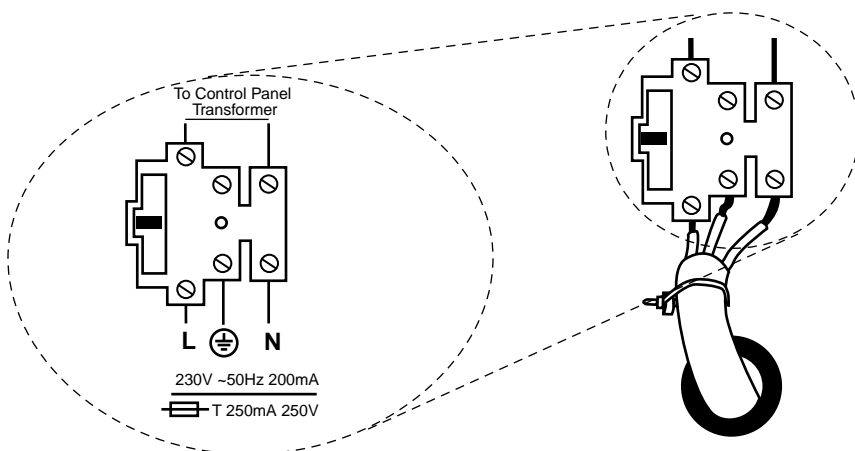 To Control Panel
Transformer
L N
230V ~50Hz 200mA
T 250mA 250V